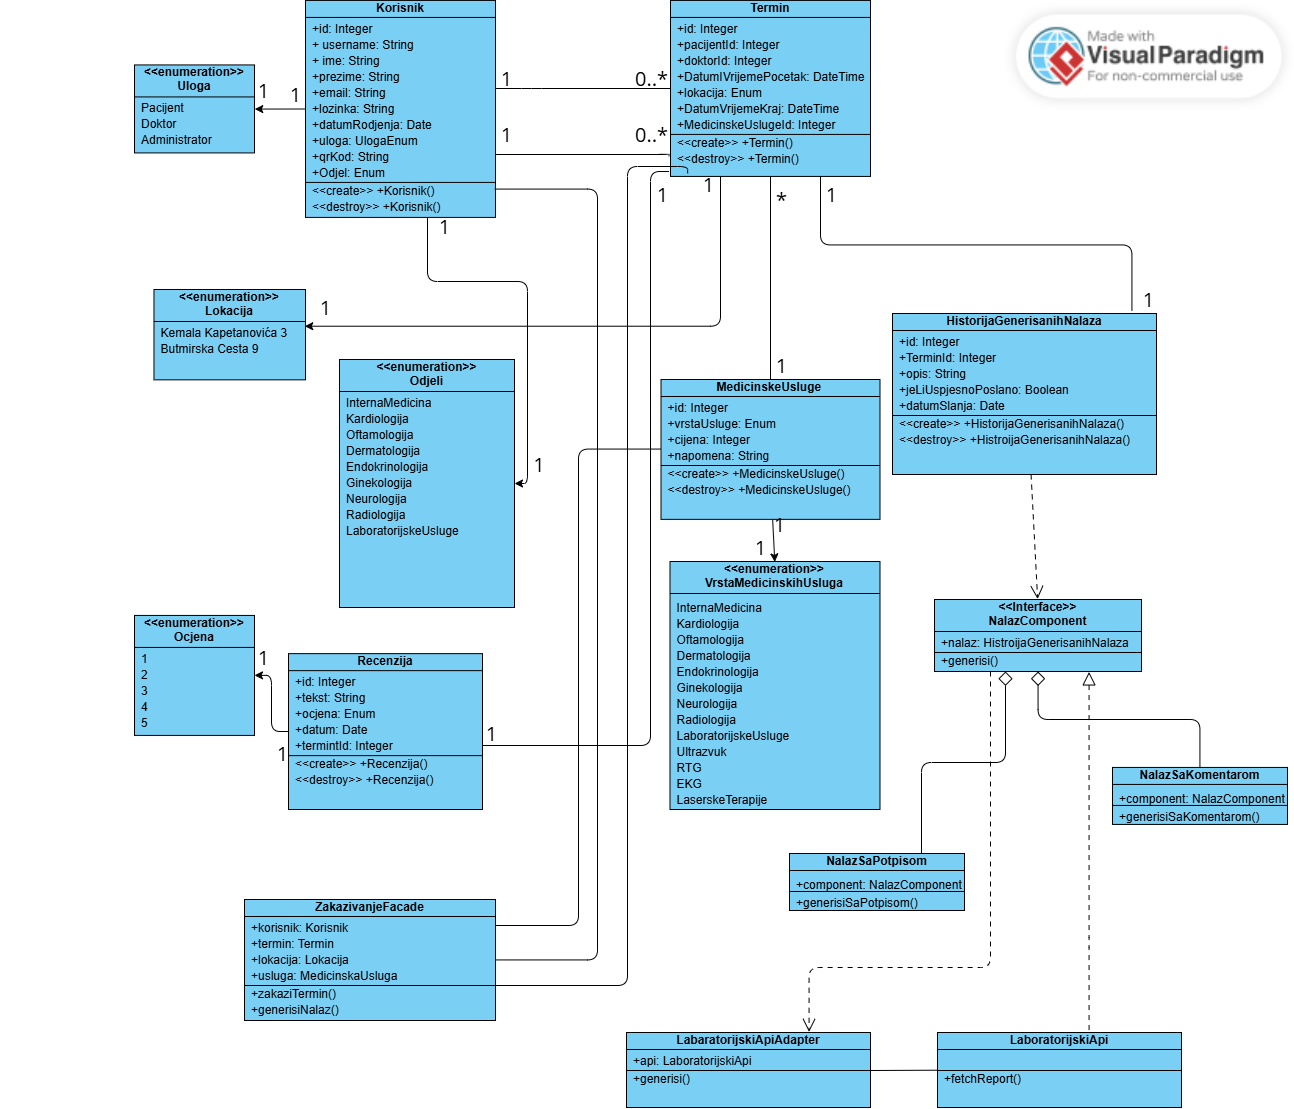 Korisnik
+id: Integer
+ username: String
+ ime: String
+prezime: String
+email: String
+lozinka: String
+datumRodjenja: Date
+uloga: UlogaEnum
+qrKod: String
+Odjel: Enum
<<create>> +Korisnik()
<<destroy>> +Korisnik()
Termin
+id: Integer
+pacijentId: Integer
+doktorId: Integer
+DatumIVrijemePocetak: DateTime
+lokacija: Enum
+DatumVrijemeKraj: DateTime
+MedicinskeUslugeId: Integer
<<create>> +Termin()
<<destroy>> +Termin()
Made with
Visual Paradigm
For non-commercial use
<<enumeration>>
Uloga
Pacijent
Doktor
Administrator
1
1
1
0..*
1
0..*
1
1
1
*
1
<<enumeration>>
Lokacija
Kemala Kapetanovića 3
Butmirska Cesta 9
1
1
HistorijaGenerisanihNalaza
+id: Integer
+TerminId: Integer
+opis: String
+jeLiUspjesnoPoslano: Boolean
+datumSlanja: Date
<<create>> +HistorijaGenerisanihNalaza()
<<destroy>> +HistroijaGenerisanihNalaza()
<<enumeration>>
Odjeli
InternaMedicina
Kardiologija
Oftamologija
Dermatologija
Endokrinologija
Ginekologija
Neurologija
Radiologija
LaboratorijskeUsluge
1
1
MedicinskeUsluge
+id: Integer
+vrstaUsluge: Enum
+cijena: Integer
+napomena: String
<<create>> +MedicinskeUsluge()
<<destroy>> +MedicinskeUsluge()
1
1
<<enumeration>>
VrstaMedicinskihUsluga
InternaMedicina
Kardiologija
Oftamologija
Dermatologija
Endokrinologija
Ginekologija
Neurologija
Radiologija
LaboratorijskeUsluge
Ultrazvuk
RTG
EKG
LaserskeTerapije
<<Interface>>
NalazComponent
+nalaz: HistroijaGenerisanihNalaza
+generisi()
<<enumeration>>
Ocjena
1
2
3
4
5
1
1
Recenzija
+id: Integer
+tekst: String
+ocjena: Enum
+datum: Date
+termintId: Integer
<<create>> +Recenzija()
<<destroy>> +Recenzija()
1
NalazSaKomentarom
+component: NalazComponent
+generisiSaKomentarom()
NalazSaPotpisom
+component: NalazComponent
+generisiSaPotpisom()
ZakazivanjeFacade
+korisnik: Korisnik
+termin: Termin
+lokacija: Lokacija
+usluga: MedicinskaUsluga
+zakaziTermin()
+generisiNalaz()
LabaratorijskiApiAdapter
+api: LaboratorijskiApi
+generisi()
LaboratorijskiApi
+fetchReport()